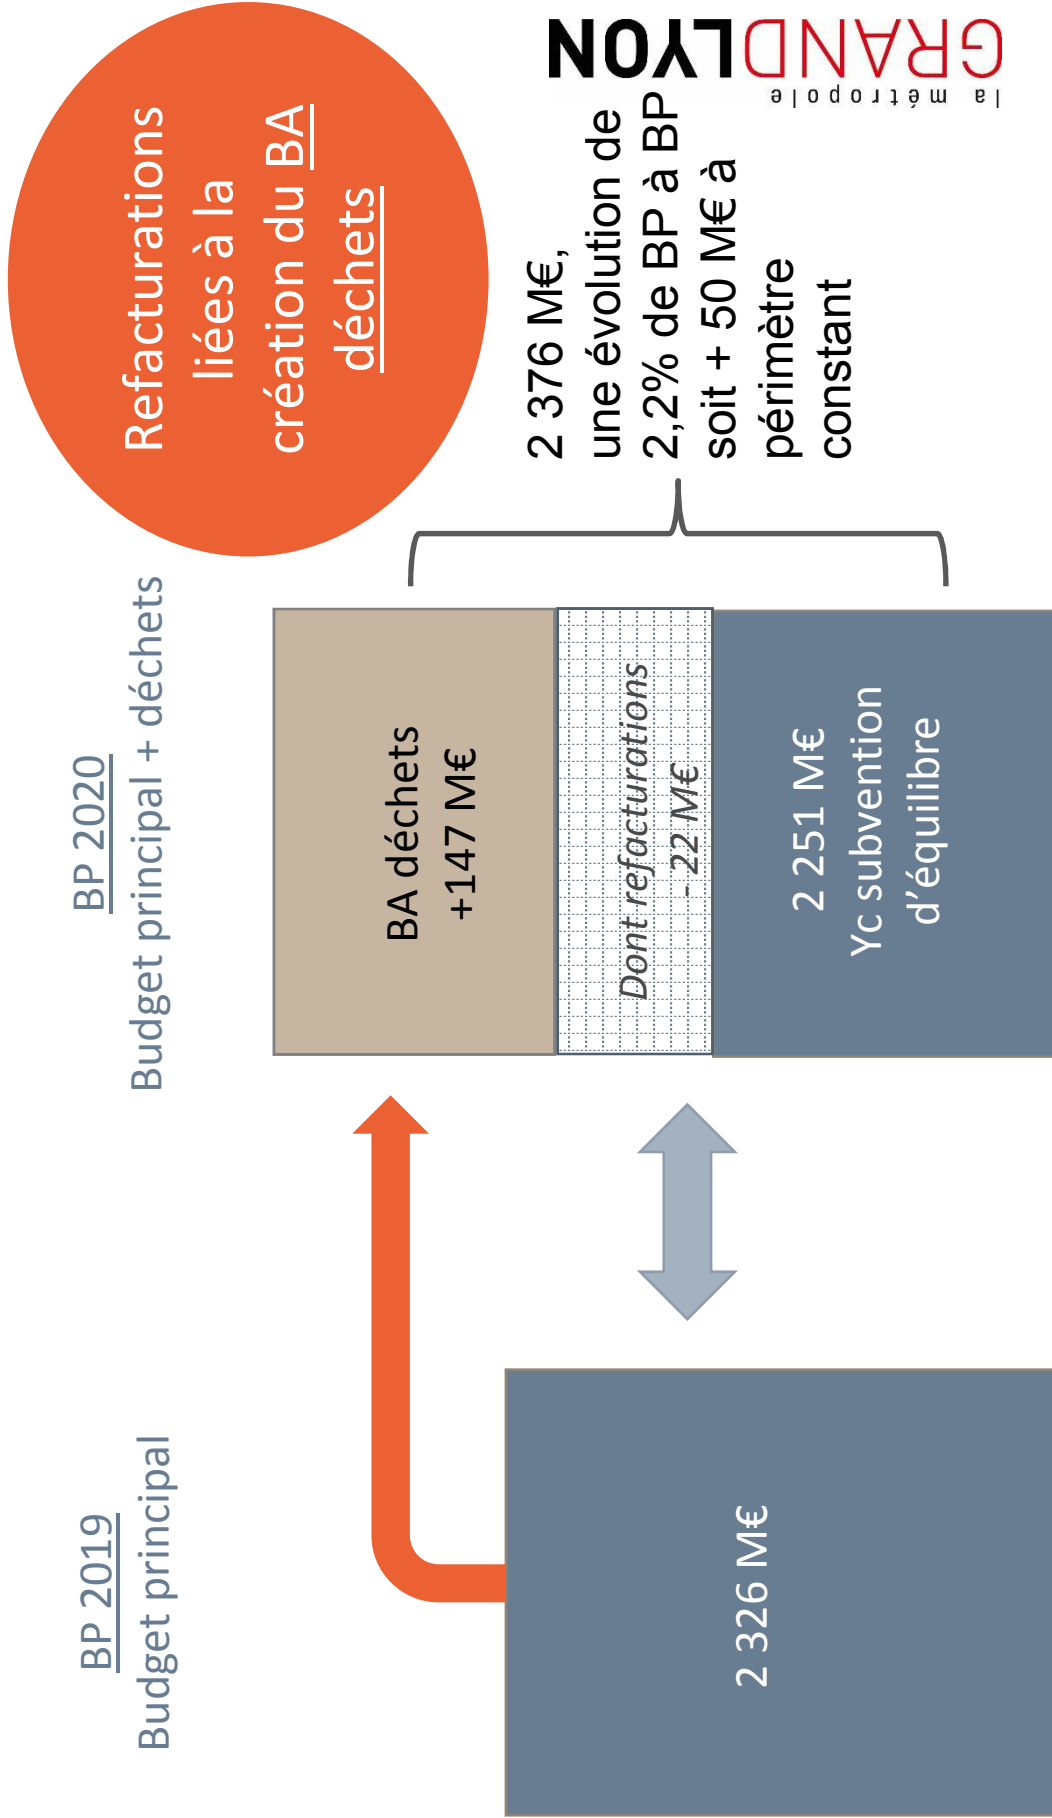 BP 2019
Budget principal
2 326 M€
BP 2020
Budget principal + déchets
BA déchets
+147 M€
Dont refacturations
- 22 M€
2 251 M€
Yc subvention
d’équilibre
Refacturations
liées à la
création du BA
déchets
2 376 M€,
une évolution de
2,2% de BP à BP
soit + 50 M€ à
périmètre
constant
la métropole
GRANDLYON